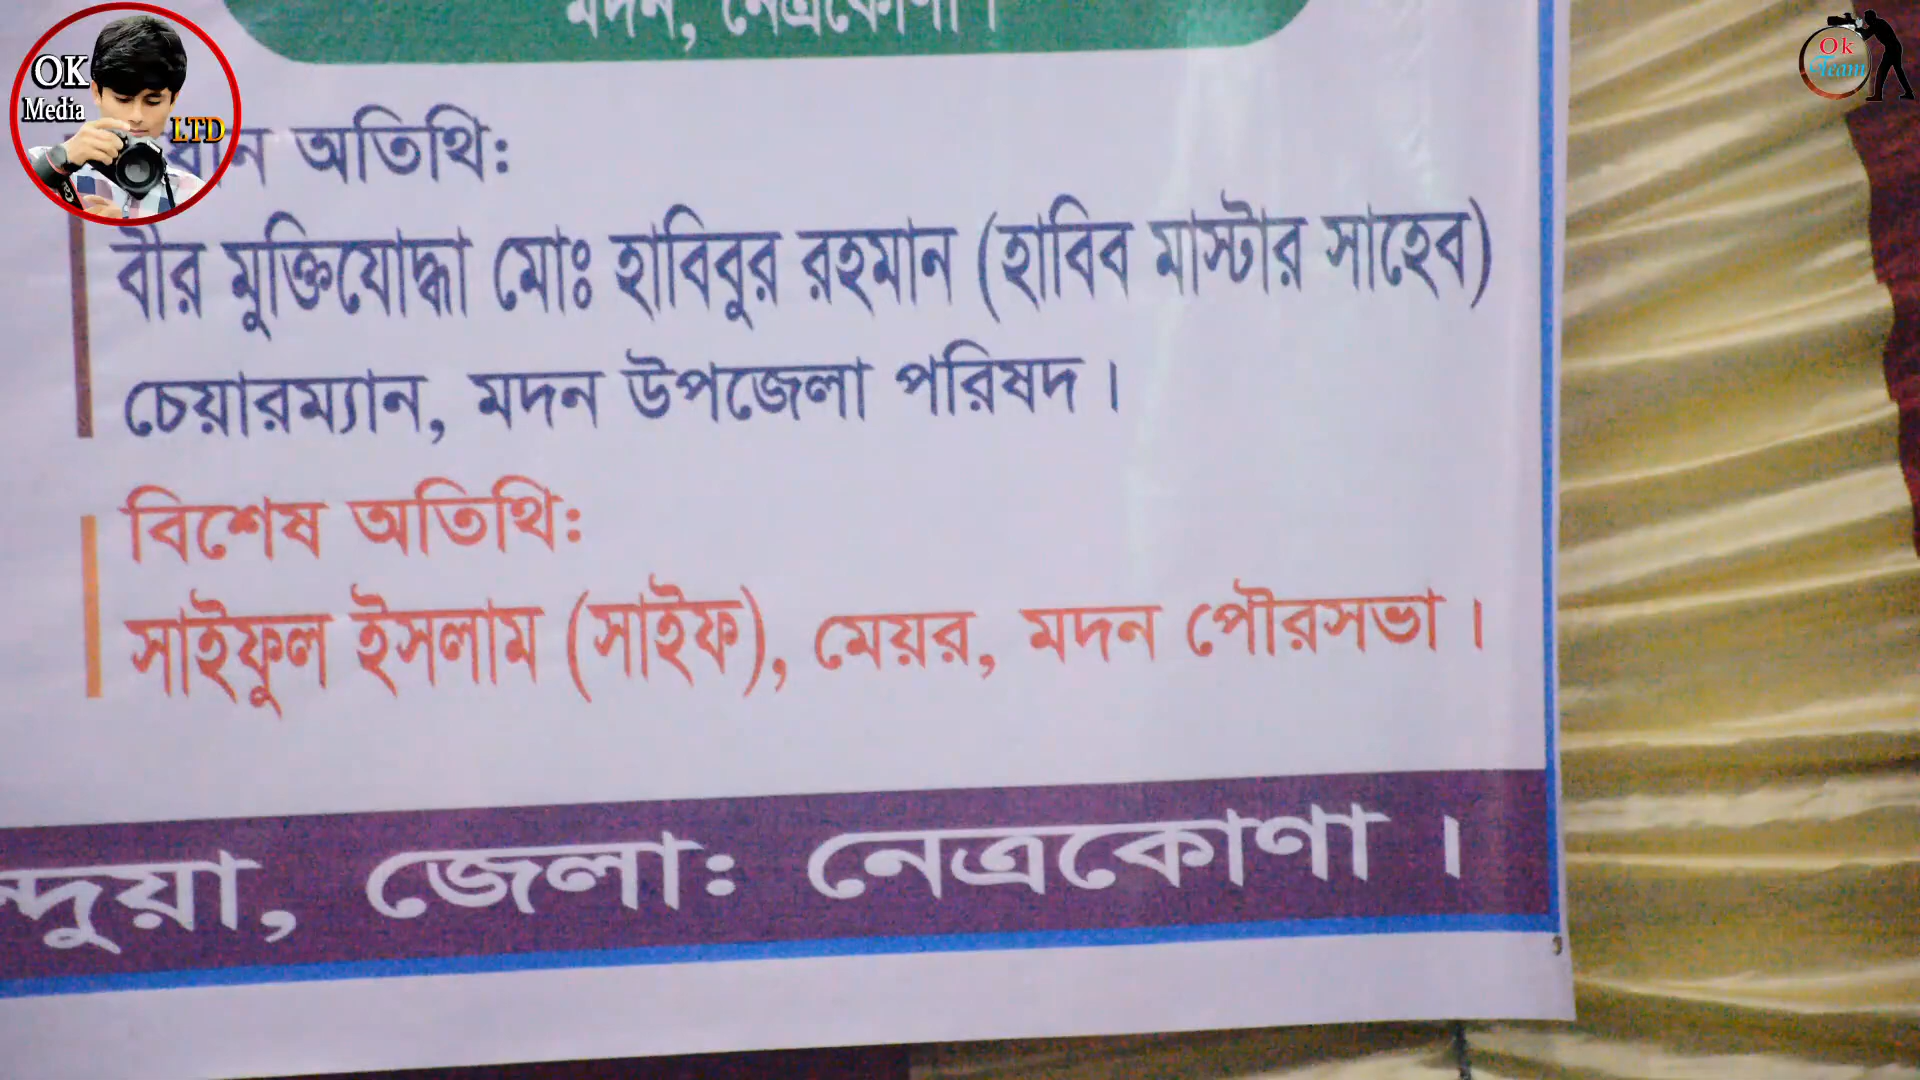 মদন, নেত্রকোণা।
OK
Media
LTD
Ok
Team
অতিথি:
বীর মুক্তিযোদ্ধা মোঃ হাবিবুর রহমান (হাবিব মাস্টার সাহেব)
চেয়ারম্যান, মদন উপজেলা পরিষদ।
বিশেষ অতিথি:
সাইফুল ইসলাম (সাইফ), মেয়র, মদন পৌরসভা।
ন্দুয়া, জেলাঃ নেত্রকোণা।